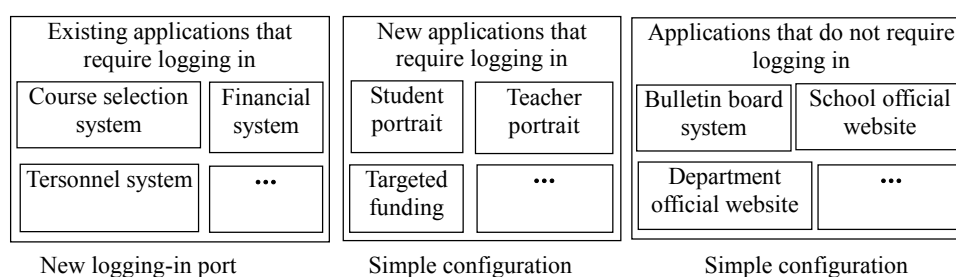 Existing applications that
require logging in
Course selection
system
Financial
system
Tersonnel system
...
New logging-in port
New applications that
require logging in
Student
portrait
Teacher
portrait
Targeted
funding
...
Simple configuration
Applications that do not require
logging in
Bulletin board
system
School official
website
Department
official website
...
Simple configuration